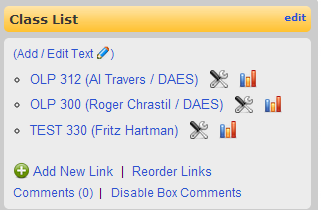 Class List edit
(Add / Edit Text )
OLP 312 (Al Travers / DAES)
OLP 300 (Roger Chrastil / DAES)
TEST 330 (Fritz Hartman)
Add New Link | Reorder Links
Comments (0) | Disable Box Comments